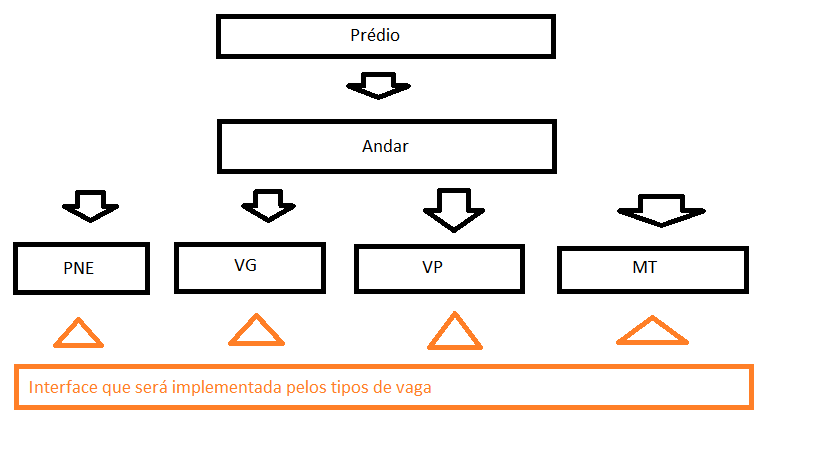 Prédio
Andar
PNE
VG
VP
MT
Interface que será implementada pelos tipos de vaga